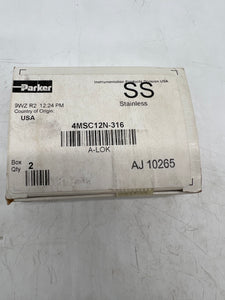 Parker
Instrumentation Products Division USA
9WZ R2 12:24 PM
Country of Origin
USA
SS
Stainless
4MSC12N-316
A-LOK
Box
Qty
2
AJ 10265